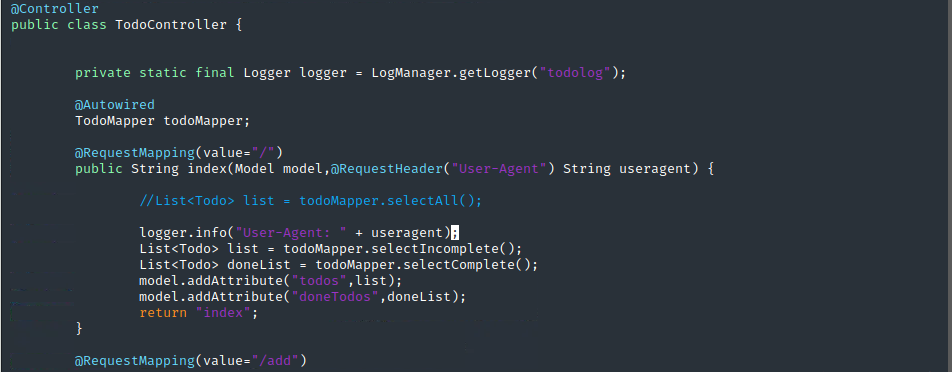 @Controller
public class TodoController {
private static final Logger logger = LogManager.getLogger("todolog");
@Autowired
TodoMapper todoMapper;
@RequestMapping(value="/")
public String index(Model model,@RequestHeader("User-Agent") String useragent) {
//List<Todo> list = todoMapper.selectAll();
logger.info("User-Agent: " + useragent);
List<Todo> list = todoMapper.selectIncomplete();
List<Todo> doneList = todoMapper.selectComplete();
model.addAttribute("todos",list);
model.addAttribute("doneTodos",doneList);
return "index";
}
@RequestMapping(value="/add")